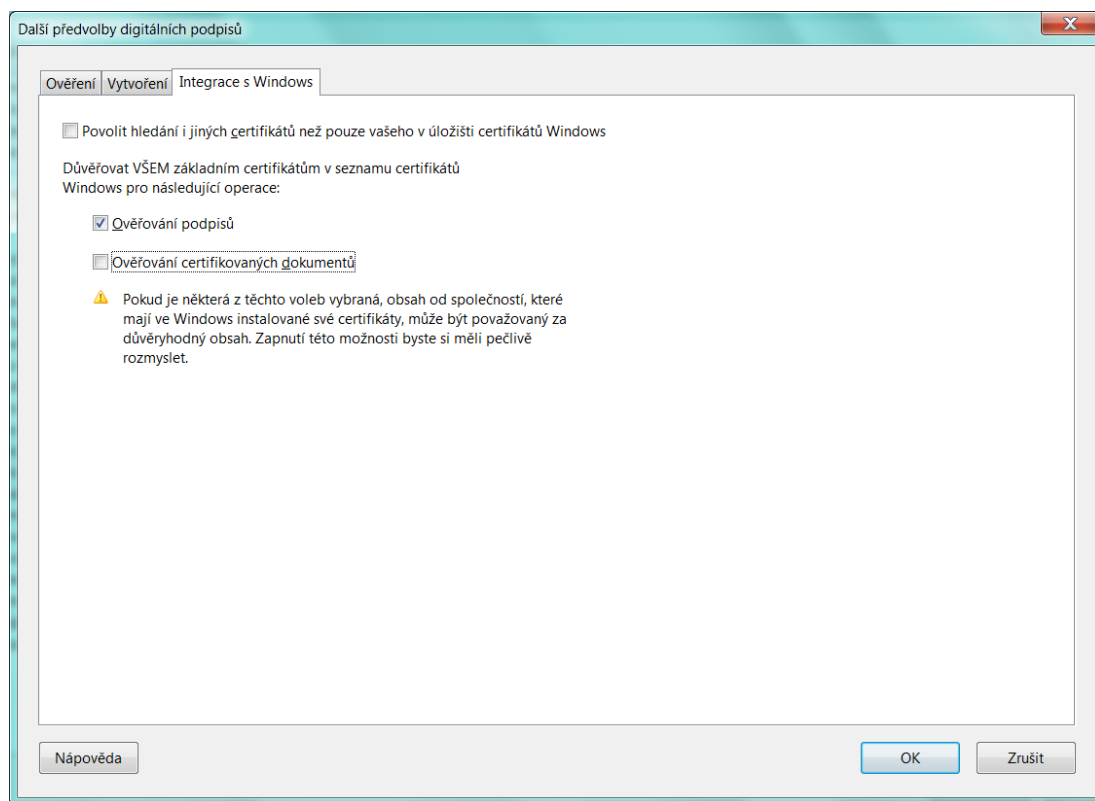 Další předvolby digitálních podpisů
X
Ověření Vytvoření Integrace s Windows
Povolit hledání i jiných certifikátů než pouze vašeho v úložišti certifikátů Windows
Důvěřovat VŠEM základním certifikátům v seznamu certifikátů
Windows pro následující operace:
Ověřování podpisů
Ověřování certifikovaných dokumentů
Pokud je některá z těchto voleb vybraná, obsah od společností, které
mají ve Windows instalované své certifikáty, může být považovaný za
důvěryhodný obsah. Zapnutí této možnosti byste si měli pečlivě
rozmyslet.
Nápověda OK Zrušit